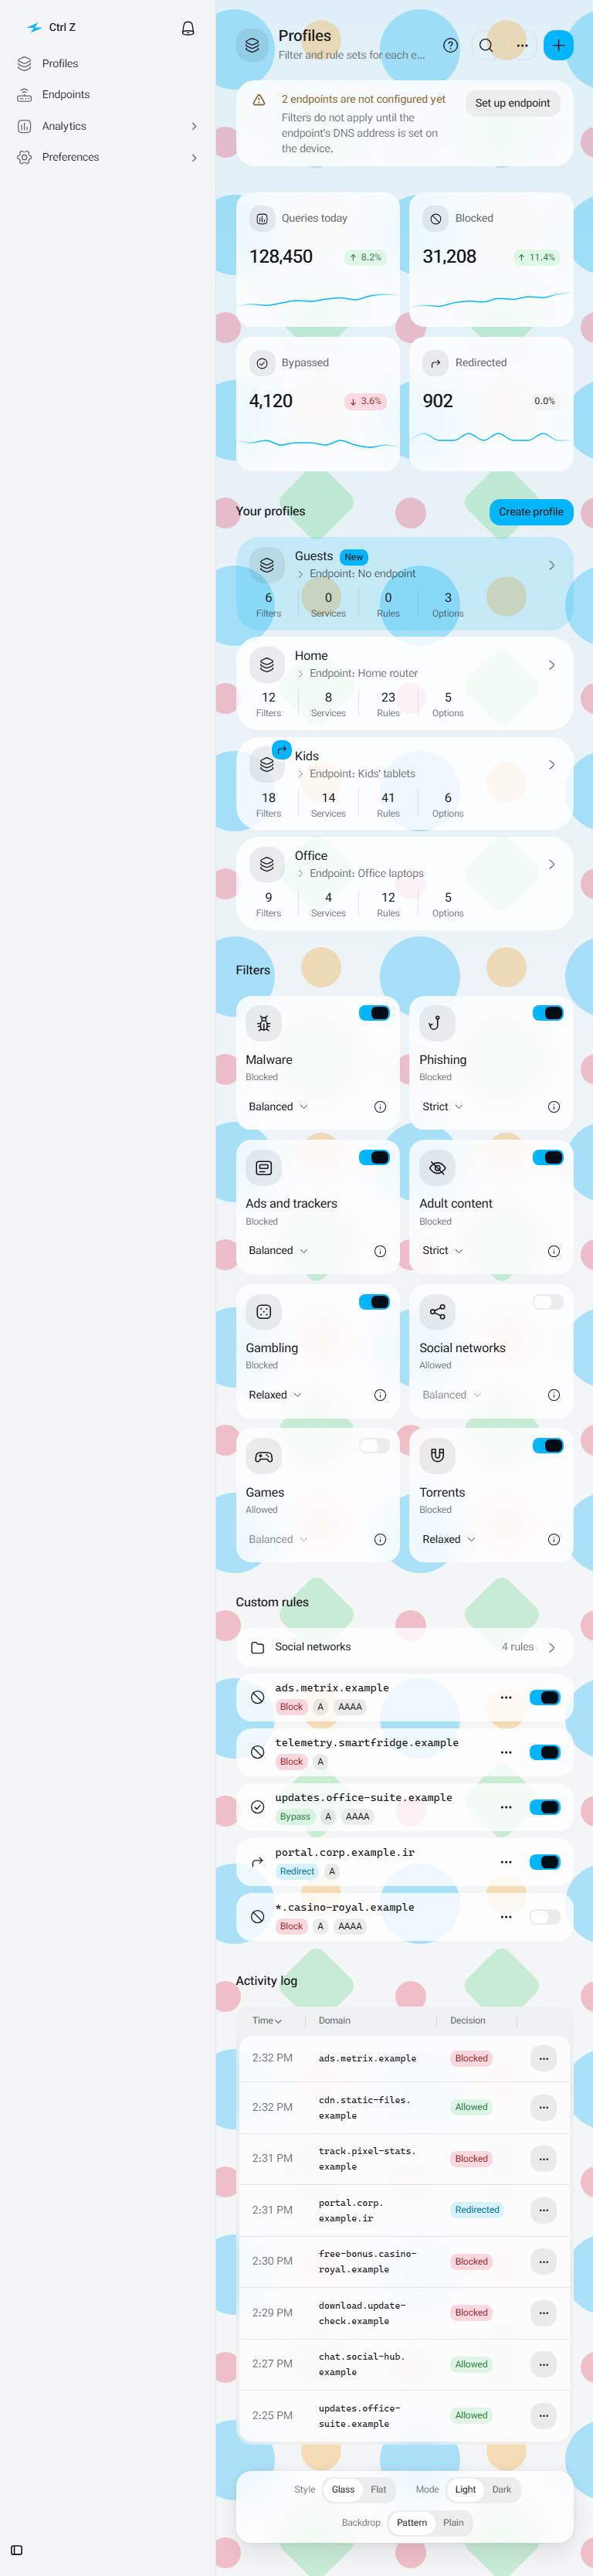 Ctrl Z
Profiles
Endpoints
Analytics
Preferences
Profiles
Filter and rule sets for each e...
2 endpoints are not configured yet
Filters do not apply until the
endpoint's DNS address is set on
the device.
Set up endpoint
Queries today
128,450
8.2%
Blocked
31,208
11.4%
Bypassed
4,120
3.6%
Redirected
902
0.0%
Your profiles
Create profile
Guests New
Endpoint: No endpoint
6 0 0 3
Filters Services Rules Options
Home
Endpoint: Home router
12 8 23 5
Filters Services Rules Options
Kids
Endpoint: Kids' tablets
18 14 41 6
Filters Services Rules Options
Office
Endpoint: Office laptops
9 4 12 5
Filters Services Rules Options
Filters
Malware
Blocked
Balanced
Phishing
Blocked
Strict
Ads and trackers
Blocked
Balanced
Adult content
Blocked
Strict
Gambling
Blocked
Relaxed
Social networks
Allowed
Balanced
Games
Allowed
Balanced
Torrents
Blocked
Relaxed
Custom rules
Social networks 4 rules
ads.metrix.example
Block A AAAA
telemetry.smartfridge.example
Block A
updates.office-suite.example
Bypass A AAAA
portal.corp.example.ir
Redirect A
*.casino-royal.example
Block A AAAA
Activity log
Time Domain Decision
2:32 PM ads.metrix.example Blocked
2:32 PM cdn.static-files. Allowed
example
2:31 PM track.pixel-stats. Blocked
example
2:31 PM portal.corp. Redirected
example.ir
2:30 PM free-bonus.casino- Blocked
royal.example
2:29 PM download.update- Blocked
check.example
2:27 PM chat.social-hub. Allowed
example
2:25 PM updates.office- Allowed
suite.example
Style Glass Flat Mode Light Dark
Backdrop Pattern Plain